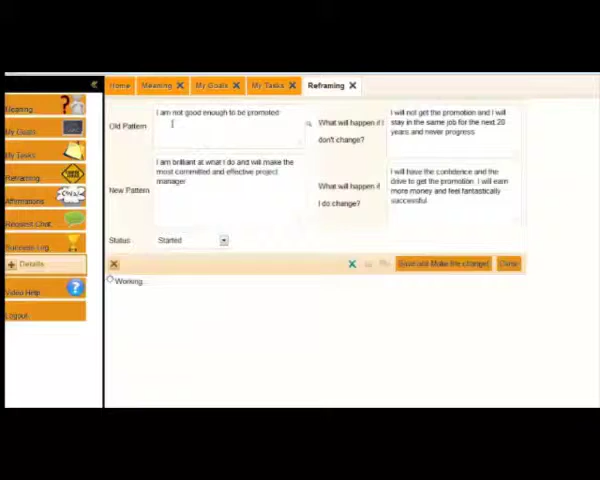 Home
Meaning
My Goals
My Tasks
Reframing
Meaning
My Goals
My Tasks
Reframing
Affirmations
Request Chat
Success Log
Details
Video Help
Logout
Old Pattern
I am not good enough to be promoted
What will happen if I
don't change?
I will not get the promotion and I will
stay in the same job for the next 20
years and never progress
New Pattern
I am brilliant at what I do and will make the
most committed and effective project
manager
What will happen if
I do change?
I will have the confidence and the
drive to get the promotion. I will earn
more money and feel fantastically
successful
Status
Started
Save and Make the change!
Close
Working...